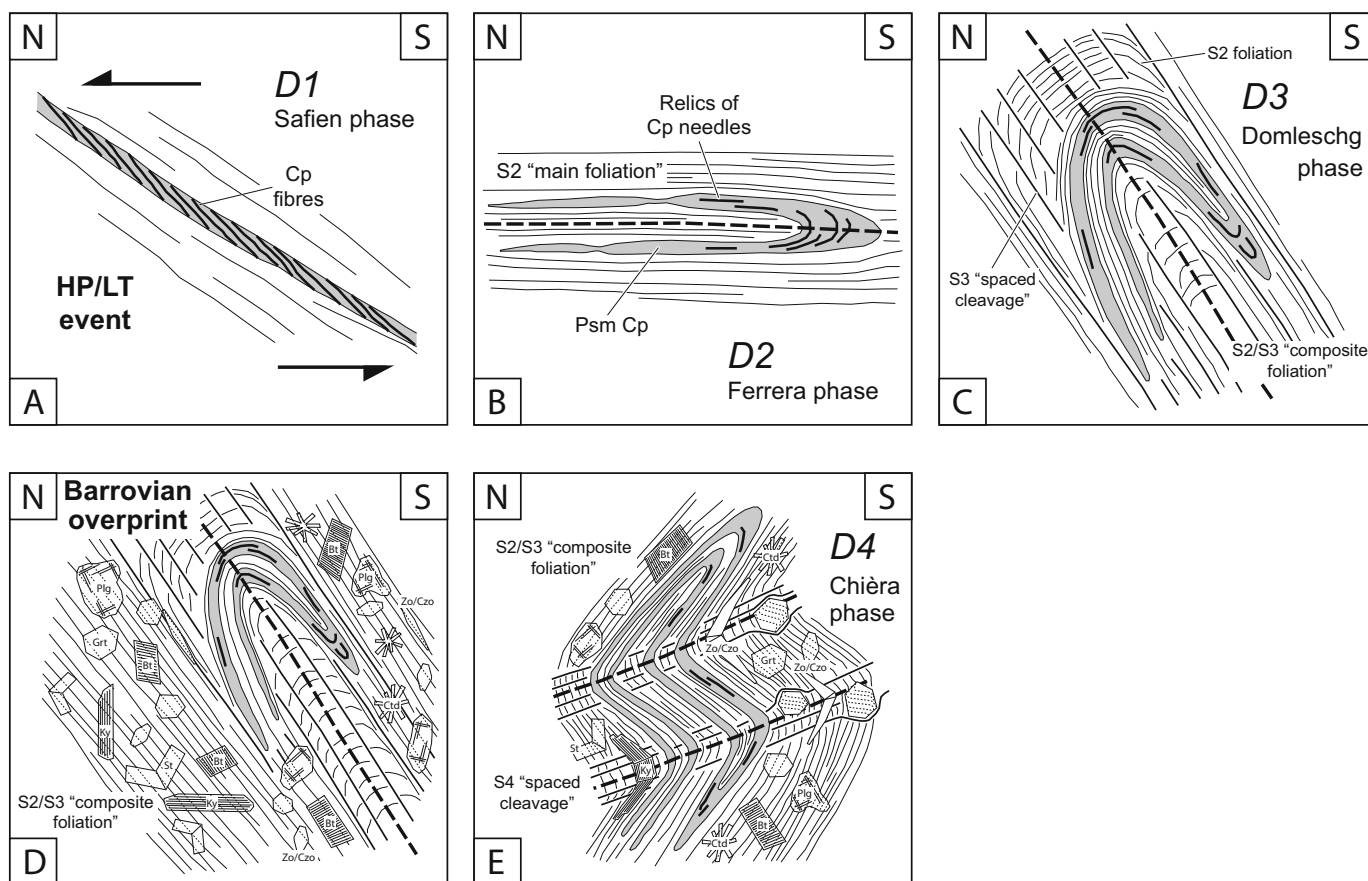 N
S
D1
Safien phase
Cp
fibres
HP/LT
event
A
N
S
Relics of
Cp needles
S2 “main foliation”
Psm Cp
D2
Ferrera phase
B
N
S
S2 foliation
D3
Domleschg
phase
S3 “spaced
cleavage”
S2/S3 “composite
foliation”
C
N
Barrovian
overprint
S
Bt
Plg
Plg
Zo/Czo
Grt
Bt
Ctd
Ky
St
Bt
S2/S3 “composite
foliation”
Ky
Bt
Zo/Czo
D
N
S
S2/S3 “composite
foliation”
Bt
Ctd
D4
Chièra
phase
Zo/Czo
Grt
Zo/Czo
St
Ky
S4 “spaced
cleavage”
Plg
Bt
Ctd
E